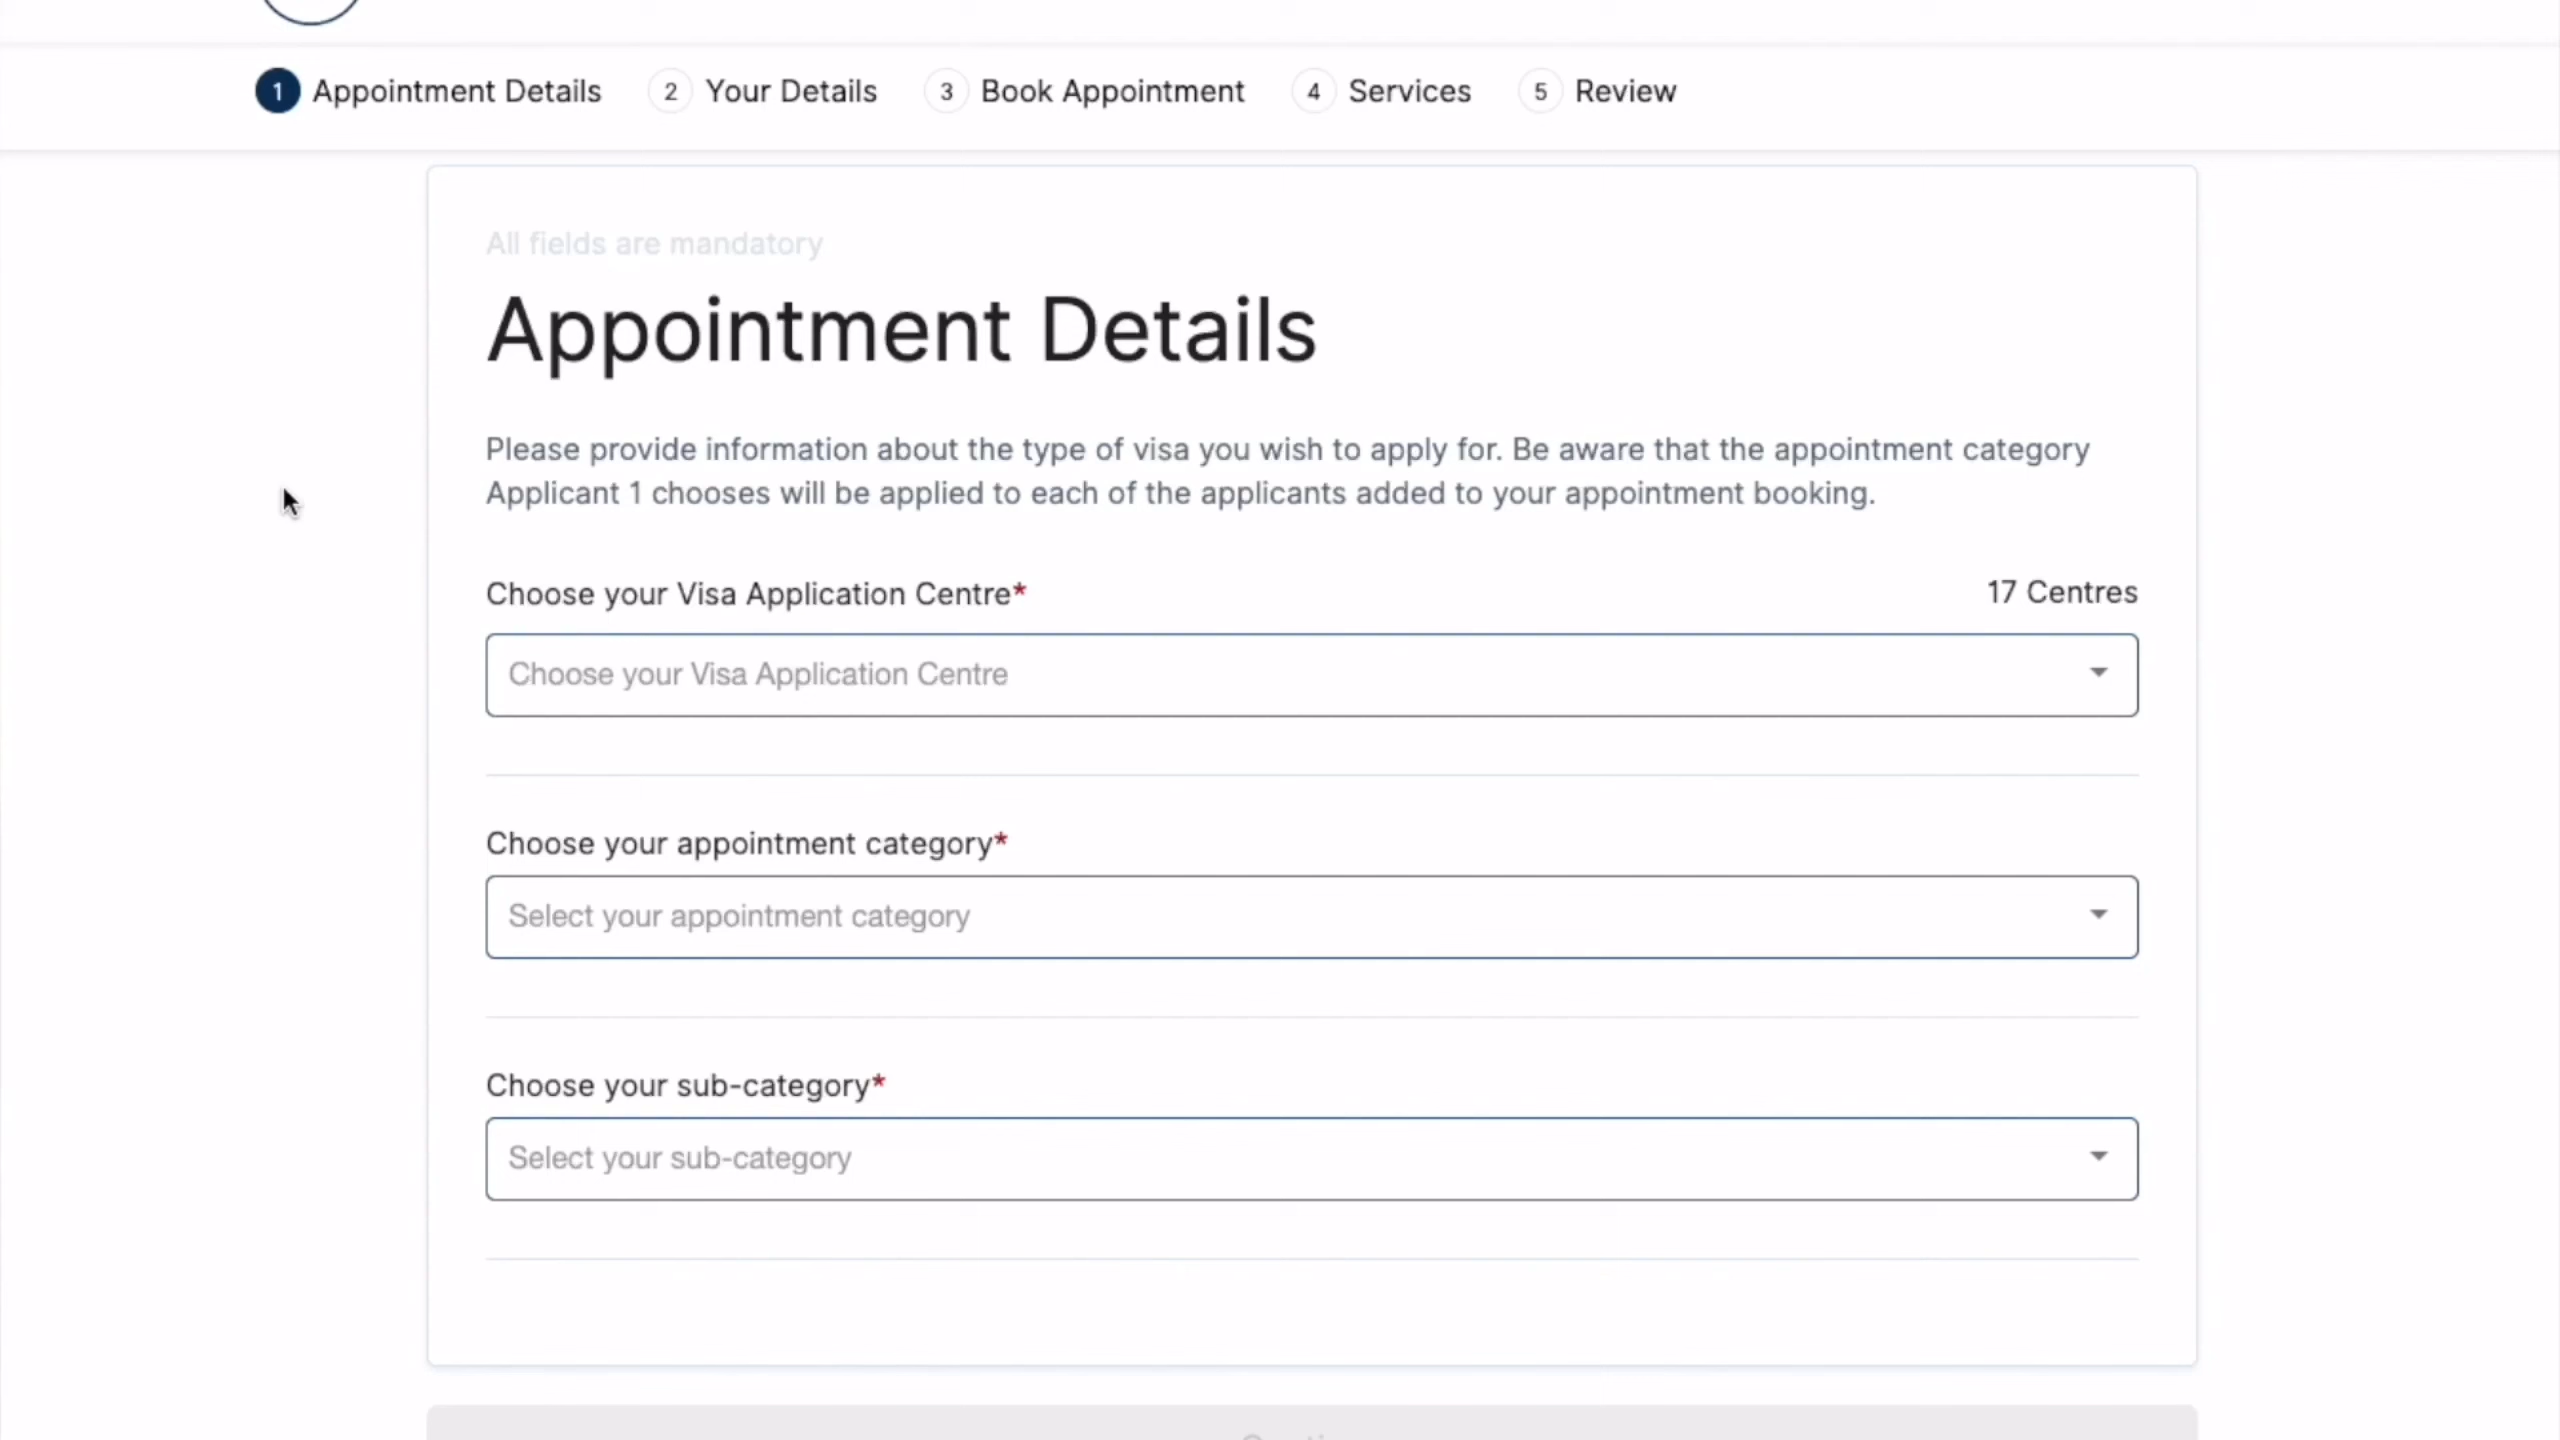 1 Appointment Details 2 Your Details 3 Book Appointment 4 Services 5 Review
All fields are mandatory
Appointment Details
Please provide information about the type of visa you wish to apply for. Be aware that the appointment category
Applicant 1 chooses will be applied to each of the applicants added to your appointment booking.
Choose your Visa Application Centre* 17 Centres
Choose your Visa Application Centre
Choose your appointment category*
Select your appointment category
Choose your sub-category*
Select your sub-category